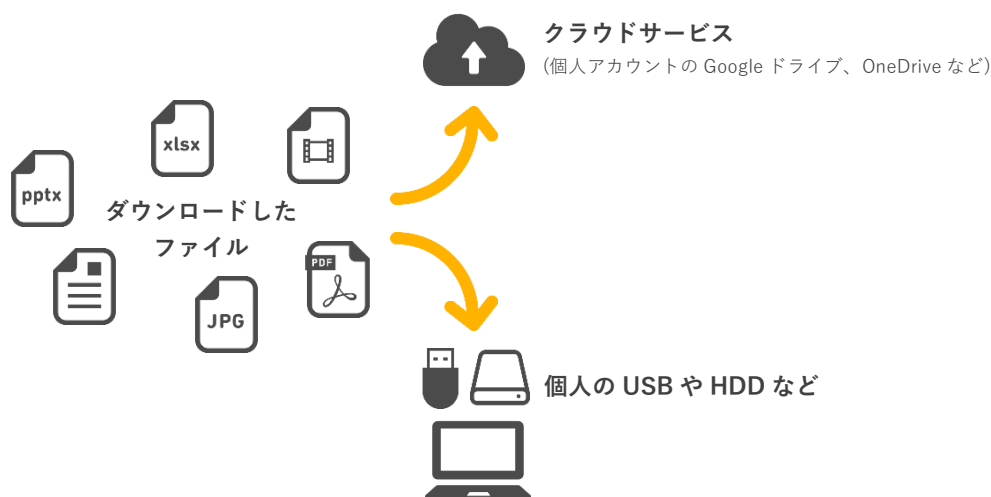 クラウドサービス
(個人アカウントの Google ドライブ、OneDrive など)
xlsx
pptx
ダウンロードした
ファイル
PDF
JPG
個人の USB や HDD など